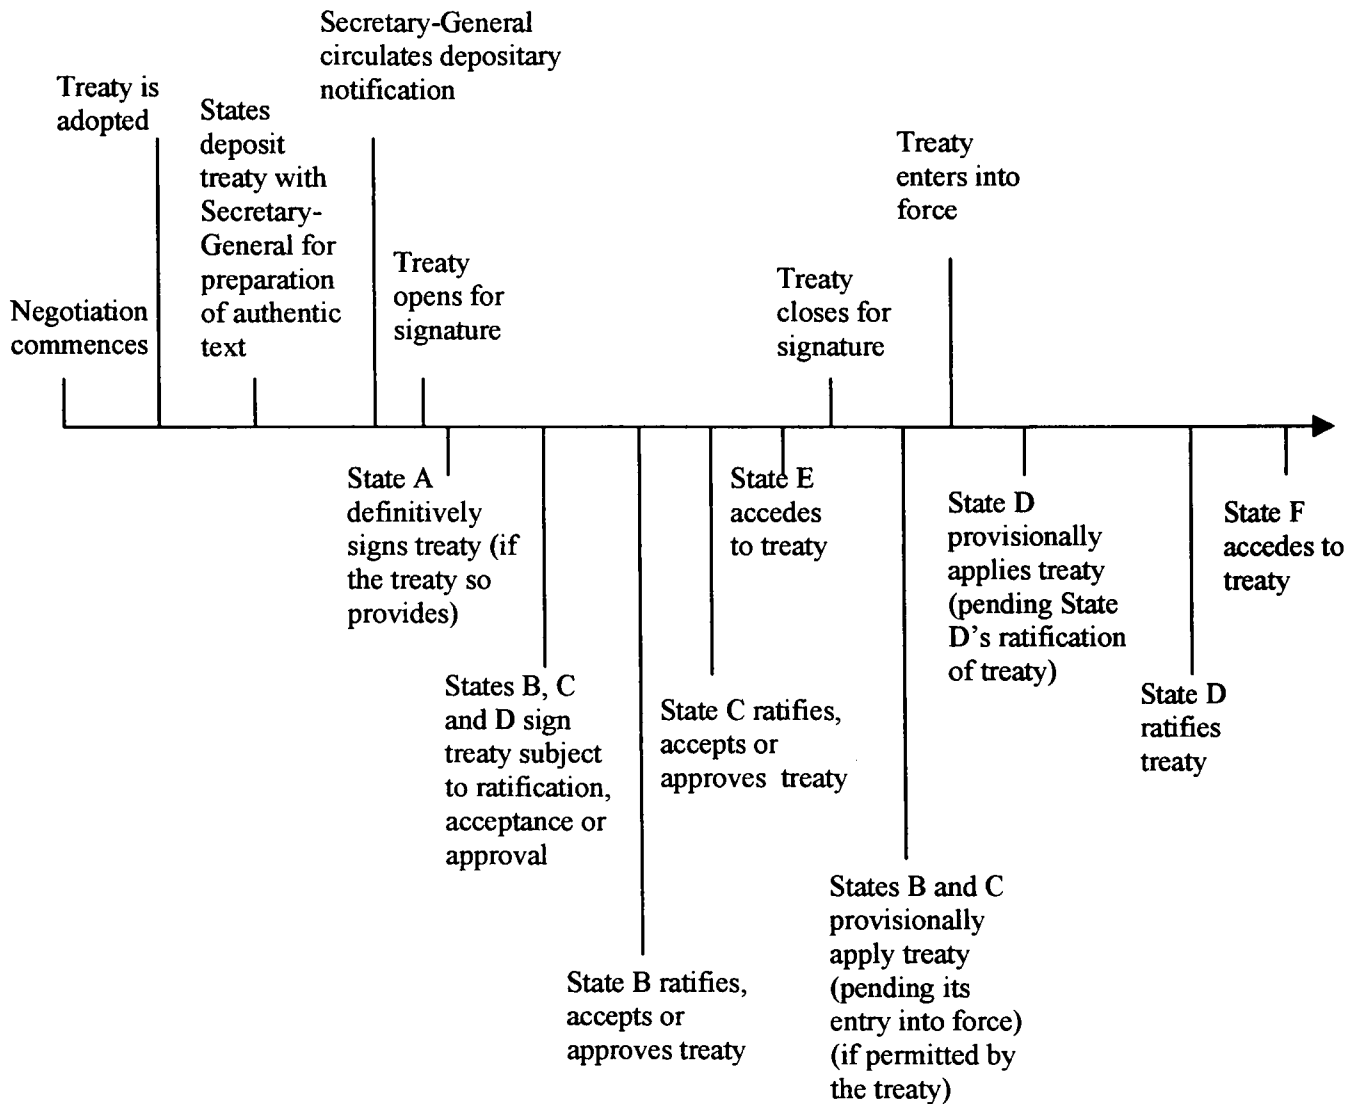 Secretary-General
circulates depositary
notification
Treaty is
adopted
States
deposit
treaty with
Secretary-
General for
preparation
of authentic
text
Negotiation
commences
Treaty
opens for
signature
Treaty
closes for
signature
Treaty
enters into
force
State A
definitively
signs treaty (if
the treaty so
provides)
States B, C
and D sign
treaty subject
to ratification,
acceptance or
approval
State B ratifies,
accepts or
approves treaty
State C ratifies,
accepts or
approves treaty
State E
accedes
to treaty
States B and C
provisionally
apply treaty
(pending its
entry into force)
(if permitted by
the treaty)
State D
provisionally
applies treaty
(pending State
D's ratification
of treaty)
State D
ratifies
treaty
State F
accedes to
treaty